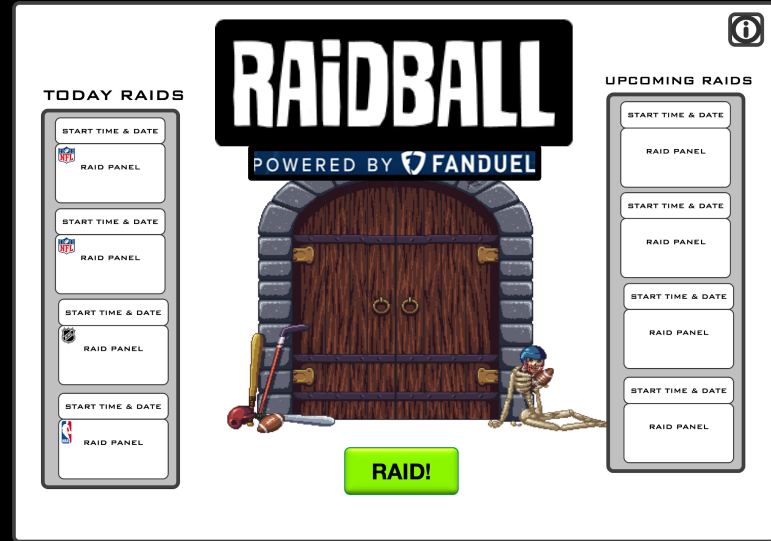 RAiDBALL
POWERED BY FANDUEL
TODAY RAIDS
START TIME & DATE
NFL
RAID PANEL
START TIME & DATE
NFL
RAID PANEL
START TIME & DATE
RAID PANEL
START TIME & DATE
RAID PANEL
UPCOMING RAIDS
START TIME & DATE
RAID PANEL
START TIME & DATE
RAID PANEL
START TIME & DATE
RAID PANEL
START TIME & DATE
RAID PANEL
RAID!